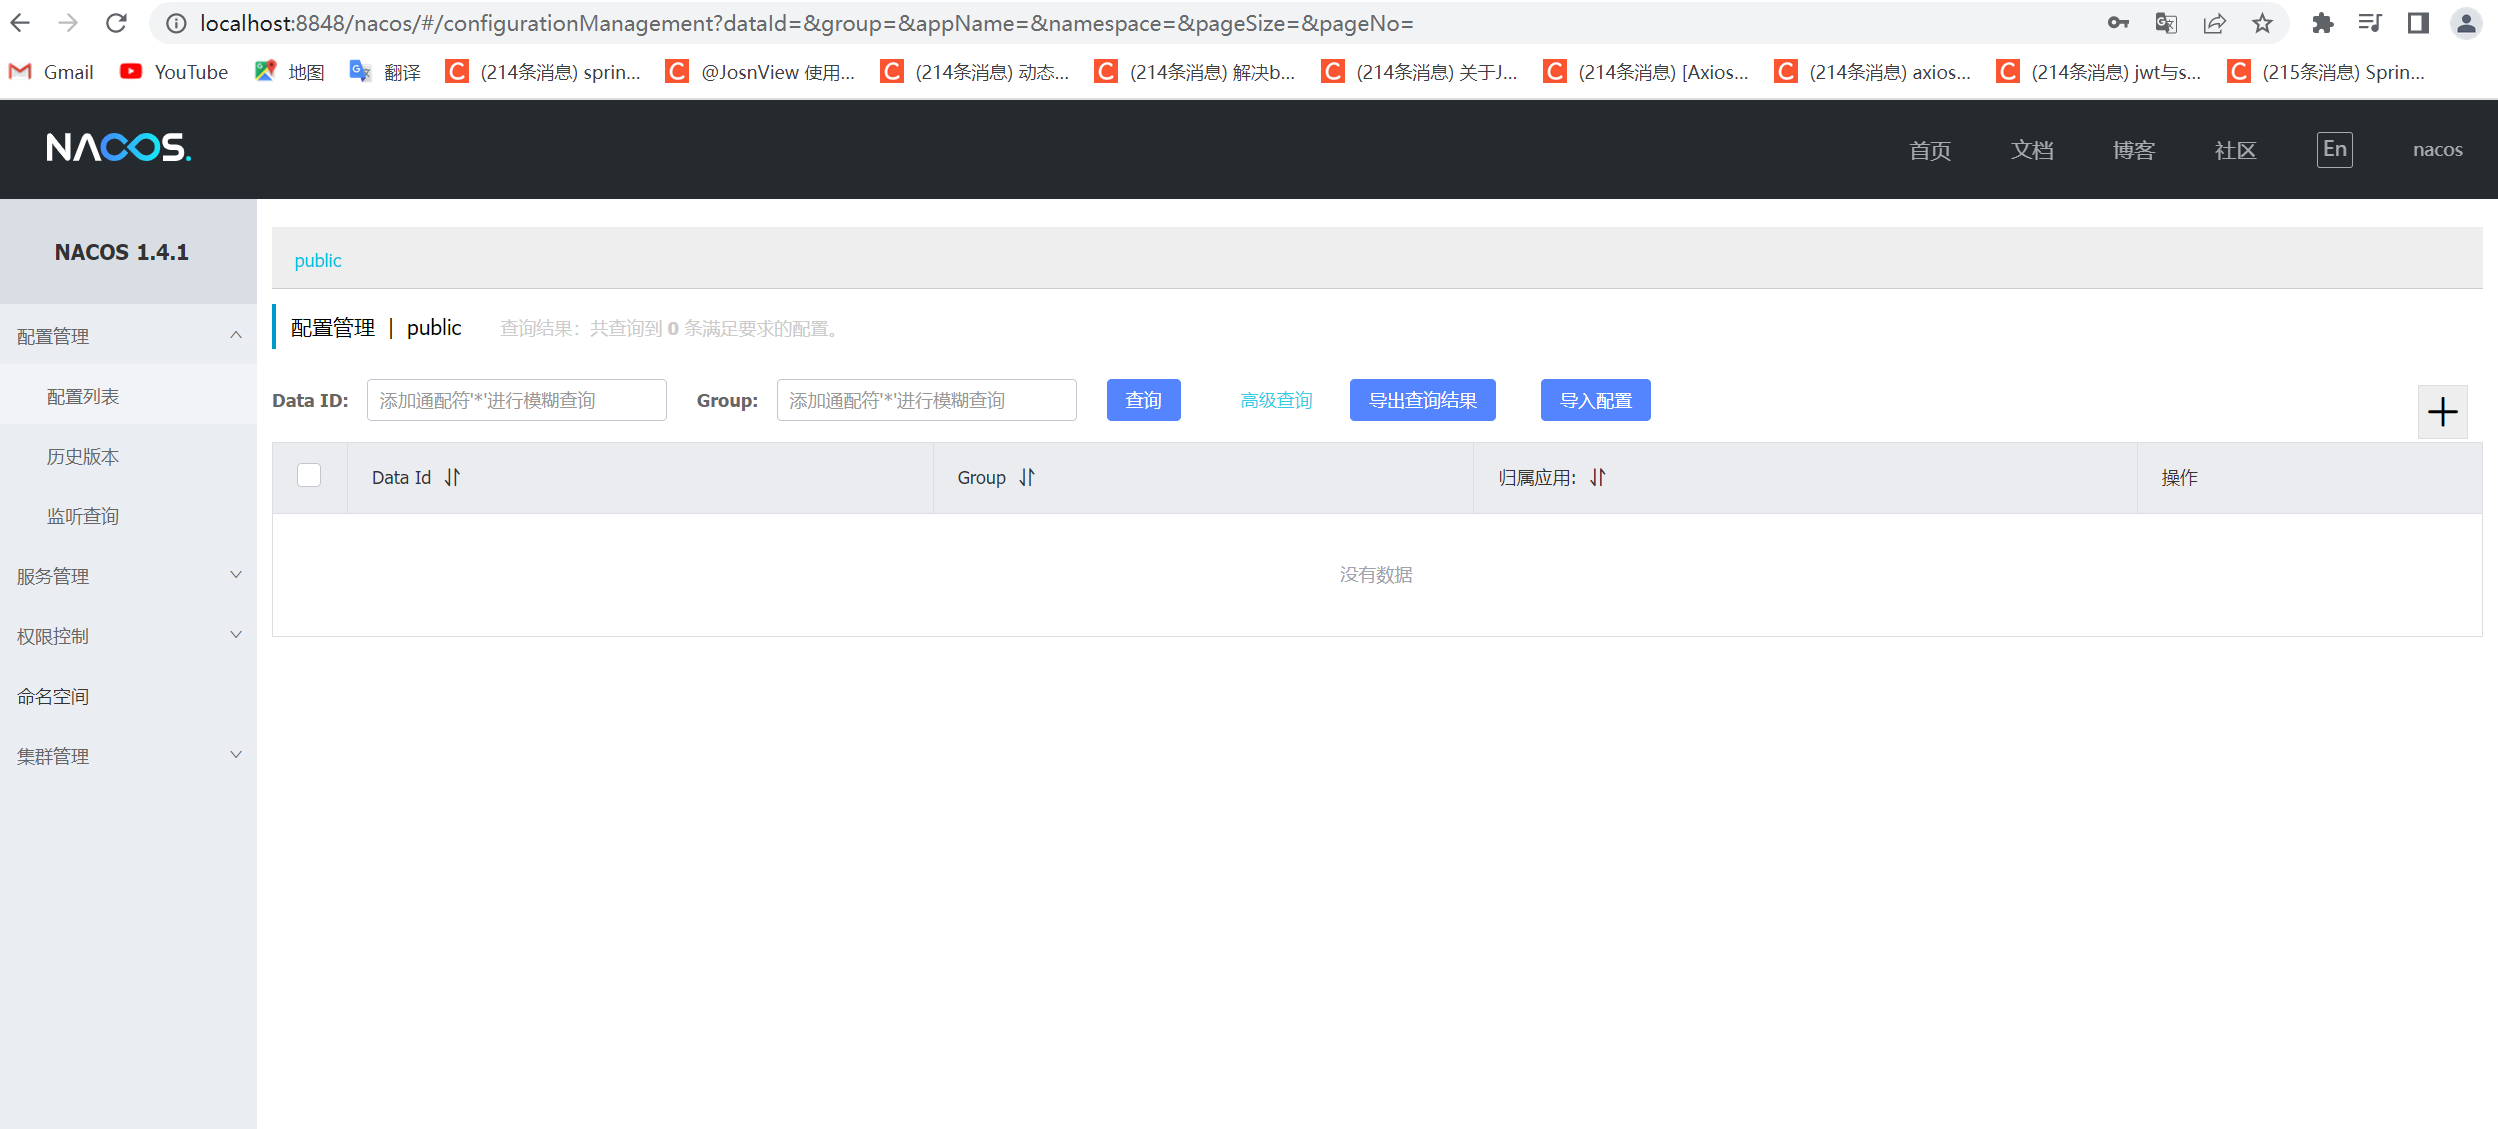 localhost:8848/nacos/#/configurationManagement?dataId=&group=&appName=&namespace=&pageSize=&pageNo=
Gmail YouTube 地图 翻译 (214条消息) sprin... @JosnView 使用... (214条消息) 动态... (214条消息) 解决b... (214条消息) 关于J... (214条消息) [Axios... (214条消息) axios... (214条消息) jwt与s... (215条消息) Sprin...
NACOS. 首页 文档 博客 社区 En nacos
NACOS 1.4.1
配置管理
配置列表
历史版本
监听查询
服务管理
权限控制
命名空间
集群管理
public
配置管理 | public 查询结果：共查询到 0 条满足要求的配置。
Data ID: 添加通配符'*'进行模糊查询 Group: 添加通配符'*'进行模糊查询 查询 高级查询 导出查询结果 导入配置
Data Id Group 归属应用: 操作
没有数据